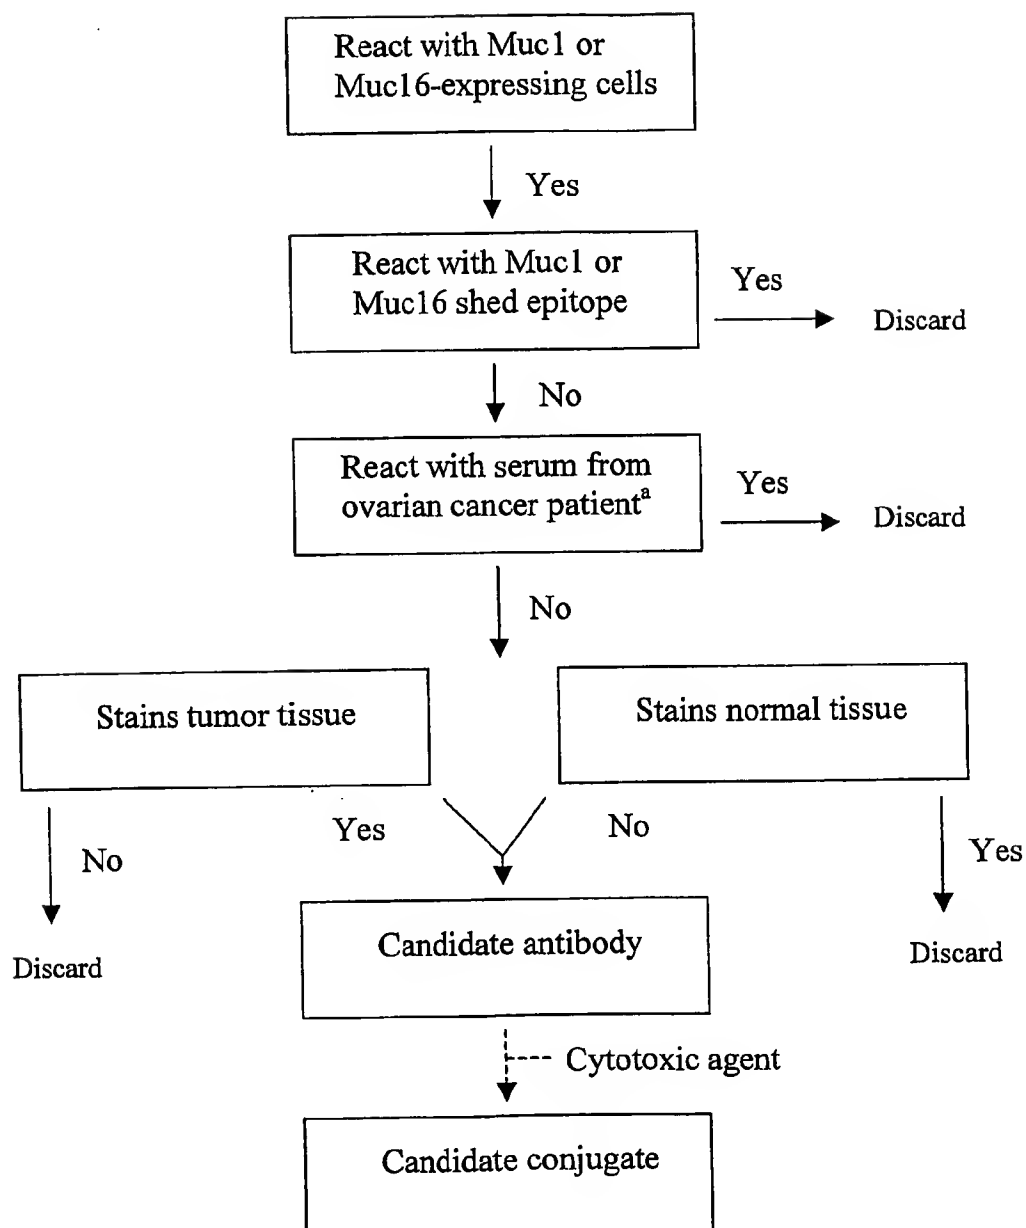 React with Muc1 or
Muc16-expressing cells
Yes
React with Muc1 or
Muc16 shed epitope
Yes
Discard
No
React with serum from
ovarian cancer patientᵃ
Yes
Discard
No
Stains tumor tissue
Stains normal tissue
Yes
No
No
Yes
Candidate antibody
Discard
Discard
Cytotoxic agent
Candidate conjugate